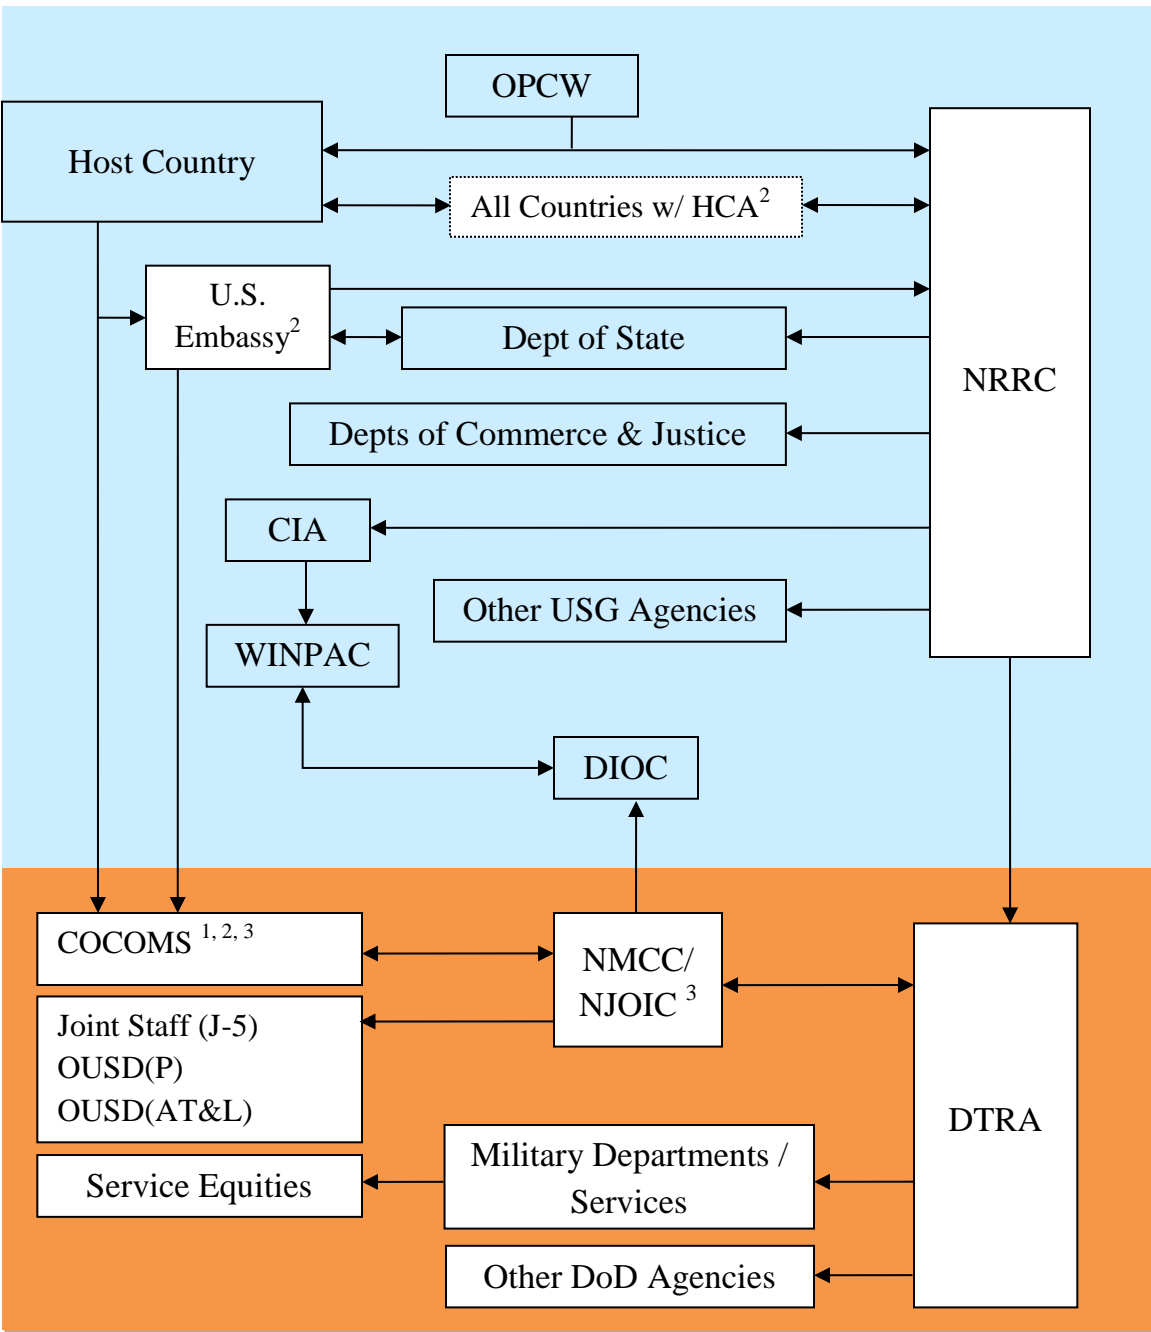 OPCW
Host Country
All Countries w/ HCA²
U.S.
Embassy²
Dept of State
NRRC
Depts of Commerce & Justice
CIA
Other USG Agencies
WINPAC
DIOC
COCOMS ¹, ², ³
NMCC/
NJOIC ³
Joint Staff (J-5)
OUSD(P)
OUSD(AT&L)
DTRA
Military Departments /
Services
Service Equities
Other DoD Agencies